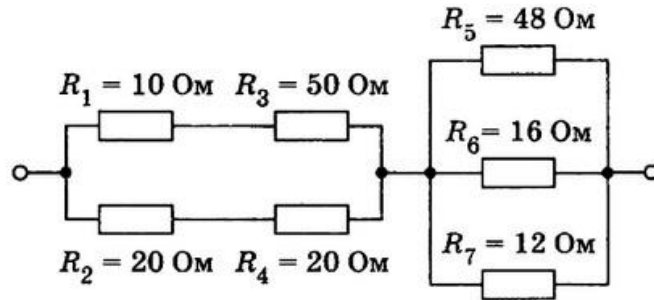 R₅ = 48 Ом
R₁ = 10 Ом R₃ = 50 Ом
R₆= 16 Ом
R₂ = 20 Ом R₄ = 20 Ом
R₇ = 12 Ом